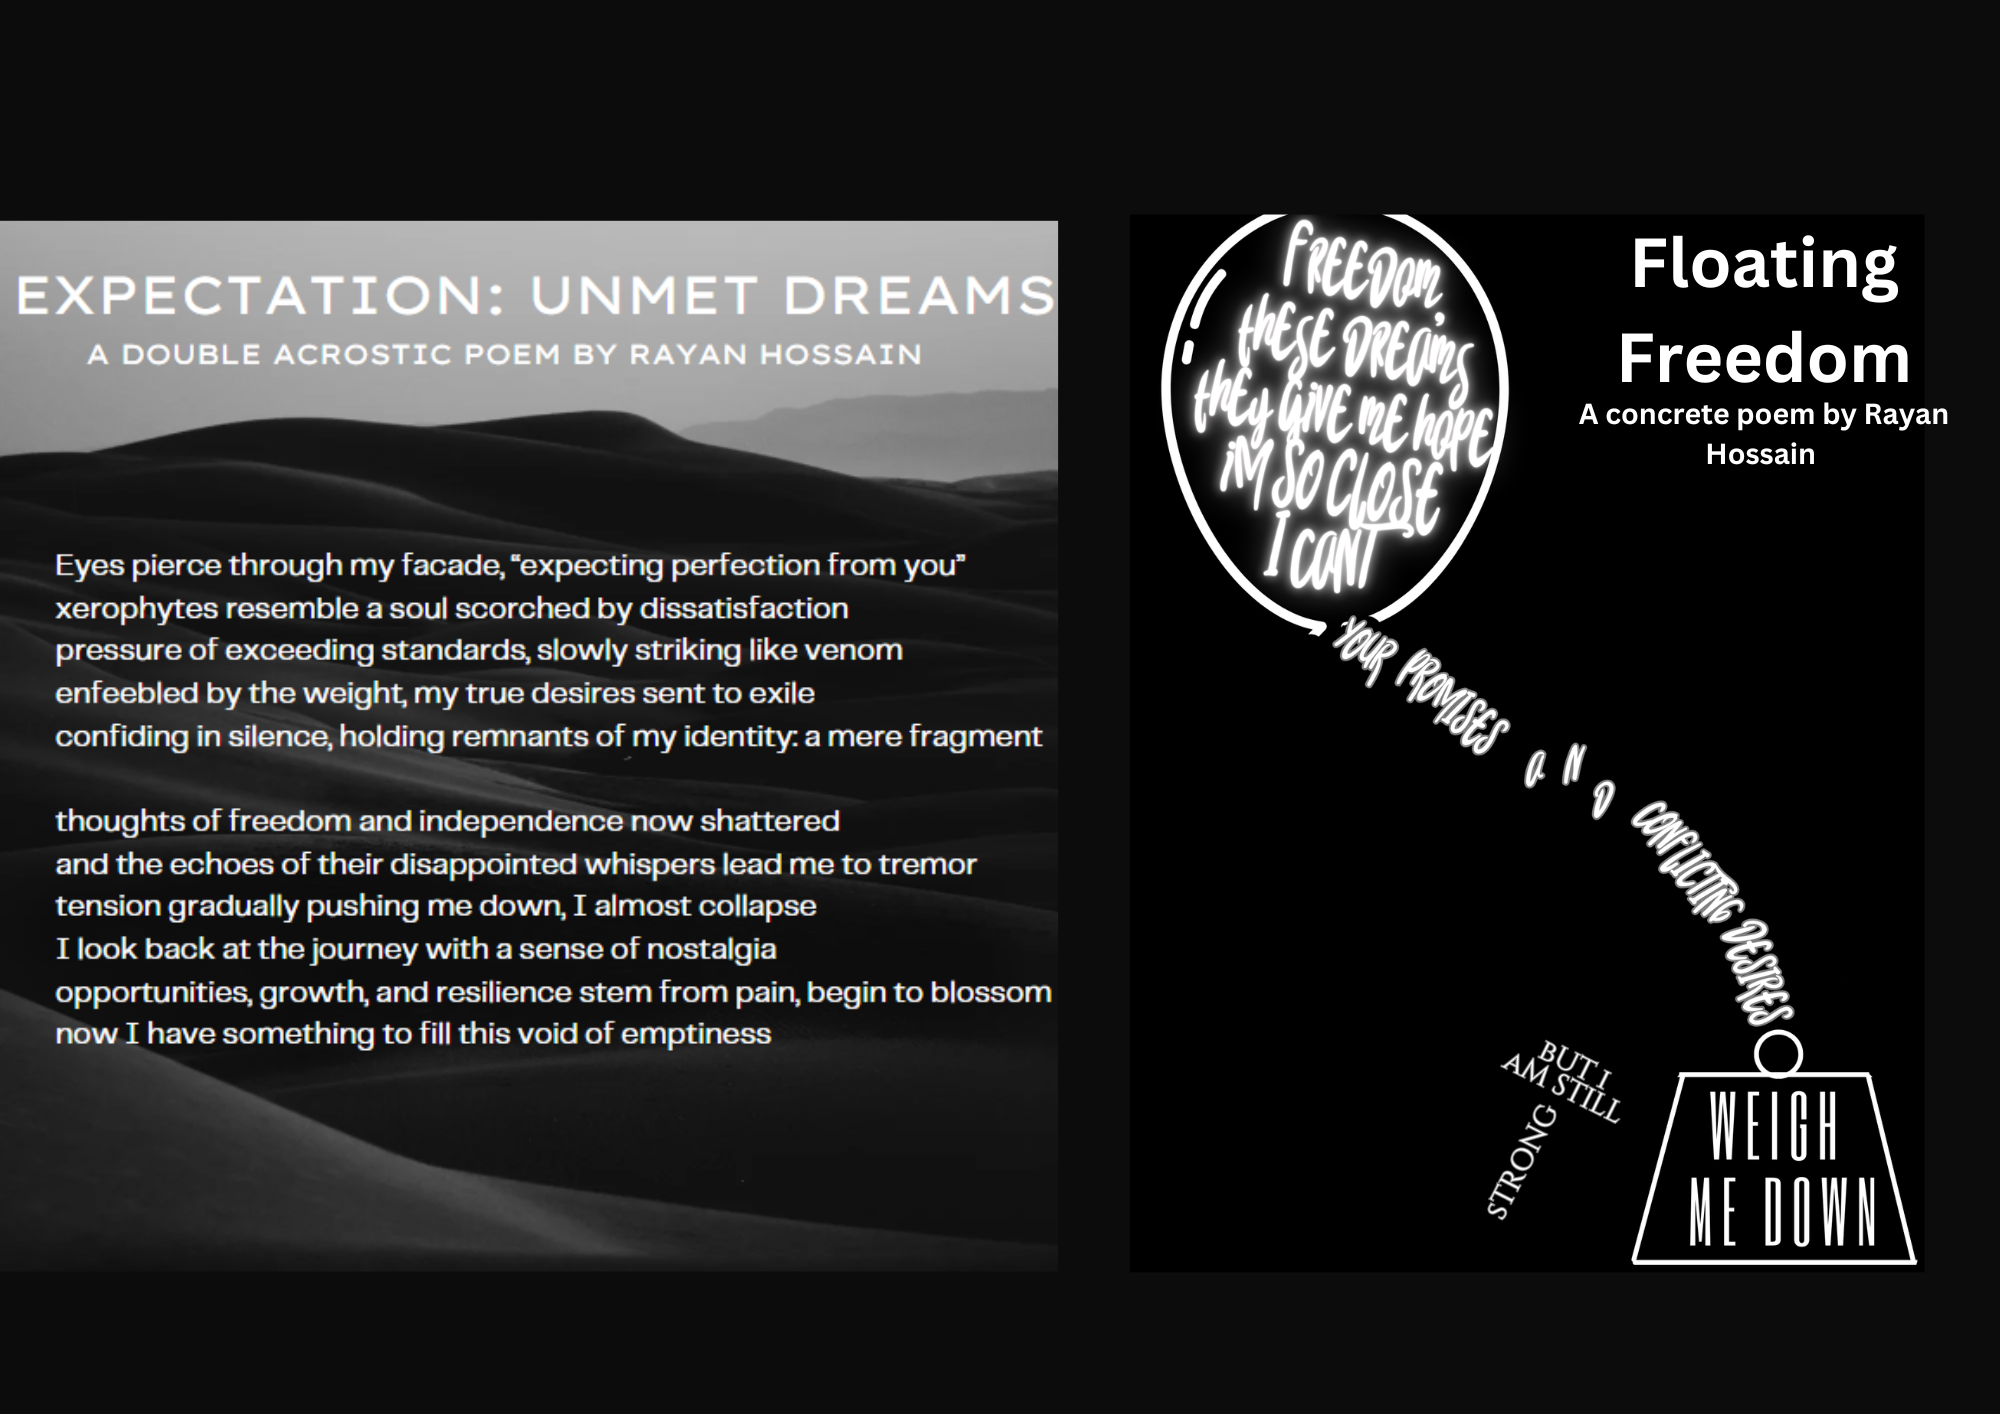 EXPECTATION: UNMET DREAMS
A DOUBLE ACROSTIC POEM BY RAYAN HOSSAIN
Eyes pierce through my facade, “expecting perfection from you”
xerophytes resemble a soul scorched by dissatisfaction
pressure of exceeding standards, slowly striking like venom
enfeebled by the weight, my true desires sent to exile
confiding in silence, holding remnants of my identity: a mere fragment
thoughts of freedom and independence now shattered
and the echoes of their disappointed whispers lead me to tremor
tension gradually pushing me down, I almost collapse
I look back at the journey with a sense of nostalgia
opportunities, growth, and resilience stem from pain, begin to blossom
now I have something to fill this void of emptiness
Floating
Freedom
A concrete poem by Rayan
Hossain
FREEDOM,
thESE DREAMS
thEy GiVE ME hOPE
iM SO CLOSE
I CANT
YOUR PROMISES AND CONFLICTING DESIRES
WEIGH
ME DOWN
BUT I
AM STILL
STRONG